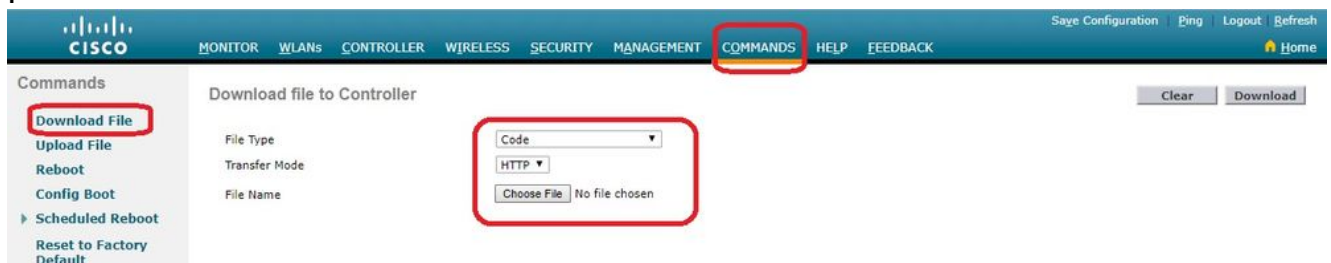 Save Configuration Ping Logout Refresh
CISCO MONITOR WLANs CONTROLLER WIRELESS SECURITY MANAGEMENT COMMANDS HELP FEEDBACK Home
Commands
Download file to Controller
Clear Download
Download File
Upload File
Reboot
Config Boot
Scheduled Reboot
Reset to Factory
Default
File Type Code
Transfer Mode HTTP
File Name Choose File No file chosen